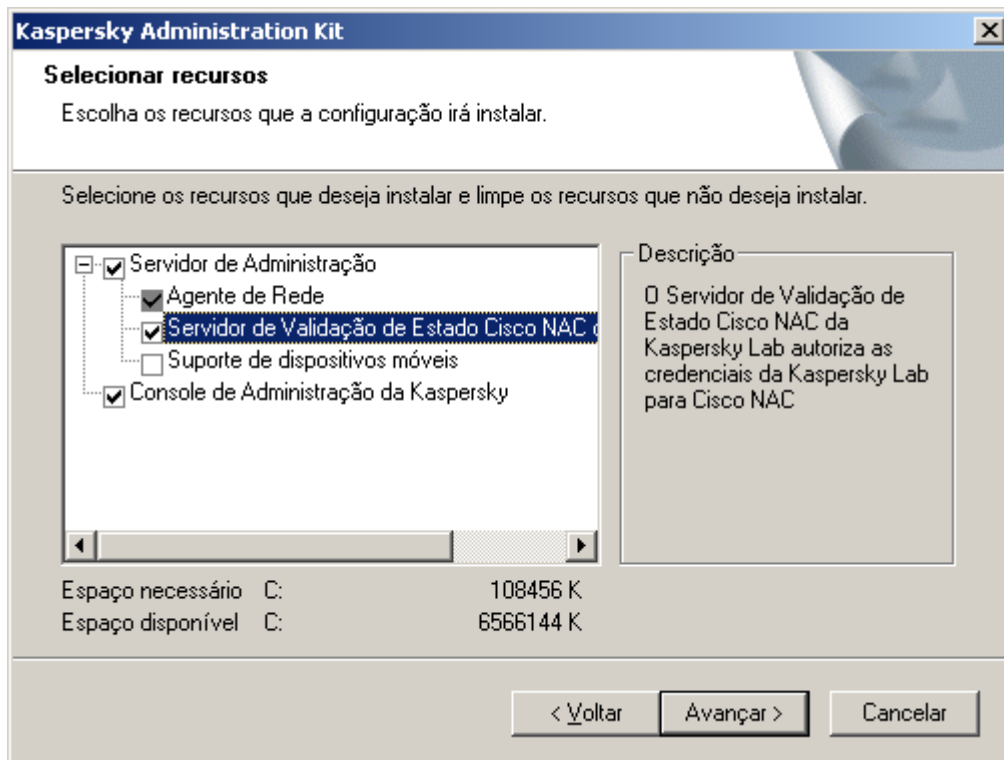 Kaspersky Administration Kit
Selecionar recursos
Escolha os recursos que a configuração irá instalar.
Selecione os recursos que deseja instalar e limpe os recursos que não deseja instalar.
Servidor de Administração
Agente de Rede
Servidor de Validação de Estado Cisco NAC
Suporte de dispositivos móveis
Console de Administração da Kaspersky
Descrição
O Servidor de Validação de
Estado Cisco NAC da
Kaspersky Lab autoriza as
credenciais da Kaspersky Lab
para Cisco NAC
Espaço necessário C: 108456 K
Espaço disponível C: 6566144 K
< Voltar Avançar > Cancelar